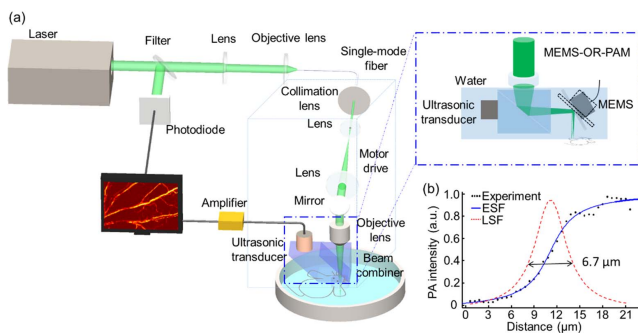 (a)
Laser
Filter
Lens
Objective lens
Single-mode
fiber
Collimation
lens
Photodiode
Lens
Motor
drive
Lens
Mirror
Amplifier
Objective
lens
Ultrasonic
transducer
Beam
combiner
MEMS-OR-PAM
Water
Ultrasonic
transducer
MEMS
(b)
PA intensity (a.u.)
1.0
0.8
0.6
0.4
0.2
0
Experiment
ESF
LSF
6.7 μm
0 3 6 9 12 15 18 21
Distance (μm)